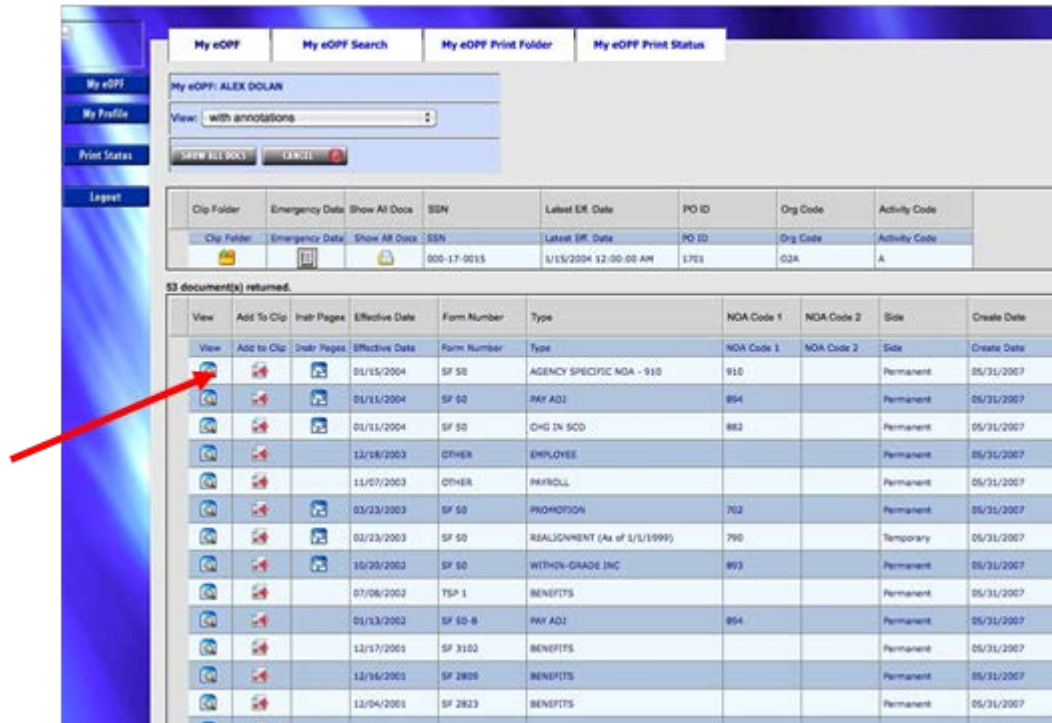 My eOPF My eOPF Search My eOPF Print Folder My eOPF Print Status
My eOPF
My eOPF: ALEX DOLAN
My Profile
View: with annotations
Print Status
SHOW ALL DOCS CANCEL
Logout
Clip Folder Emergency Data Show All Docs SSN Latest Eff. Date PO ID Org Code Activity Code
Clip Folder Emergency Data Show All Docs SSN Latest Eff. Date PO ID Org Code Activity Code
000-17-0015 1/15/2004 12:00:00 AM 1701 02A A
53 document(s) returned.
View Add To Clip Instr Pages Effective Date Form Number Type NOA Code 1 NOA Code 2 Side Create Date
View Add to Clip Instr Pages Effective Date Form Number Type NOA Code 1 NOA Code 2 Side Create Date
01/15/2004 SF 50 AGENCY SPECIFIC NOA - 910 910 Permanent 05/31/2007
01/11/2004 SF 50 PAY ADJ 894 Permanent 05/31/2007
01/11/2004 SF 50 CHG IN SCD 882 Permanent 05/31/2007
12/18/2003 OTHER EMPLOYEE Permanent 05/31/2007
11/07/2003 OTHER PAYROLL Permanent 05/31/2007
03/23/2003 SF 50 PROMOTION 702 Permanent 05/31/2007
02/23/2003 SF 50 REALIGNMENT (As of 1/1/1999) 790 Temporary 05/31/2007
10/20/2002 SF 50 WITHIN-GRADE INC 893 Permanent 05/31/2007
07/08/2002 TSP 1 BENEFITS Permanent 05/31/2007
01/13/2002 SF 50-B PAY ADJ 894 Permanent 05/31/2007
12/17/2001 SF 3102 BENEFITS Permanent 05/31/2007
12/16/2001 SF 2809 BENEFITS Permanent 05/31/2007
12/04/2001 SF 2823 BENEFITS Permanent 05/31/2007